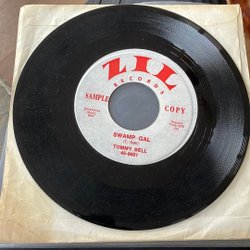 ZIL
RECORDS
SAMPLE COPY
SWAMP GAL
TOMMY BELL
45-9001